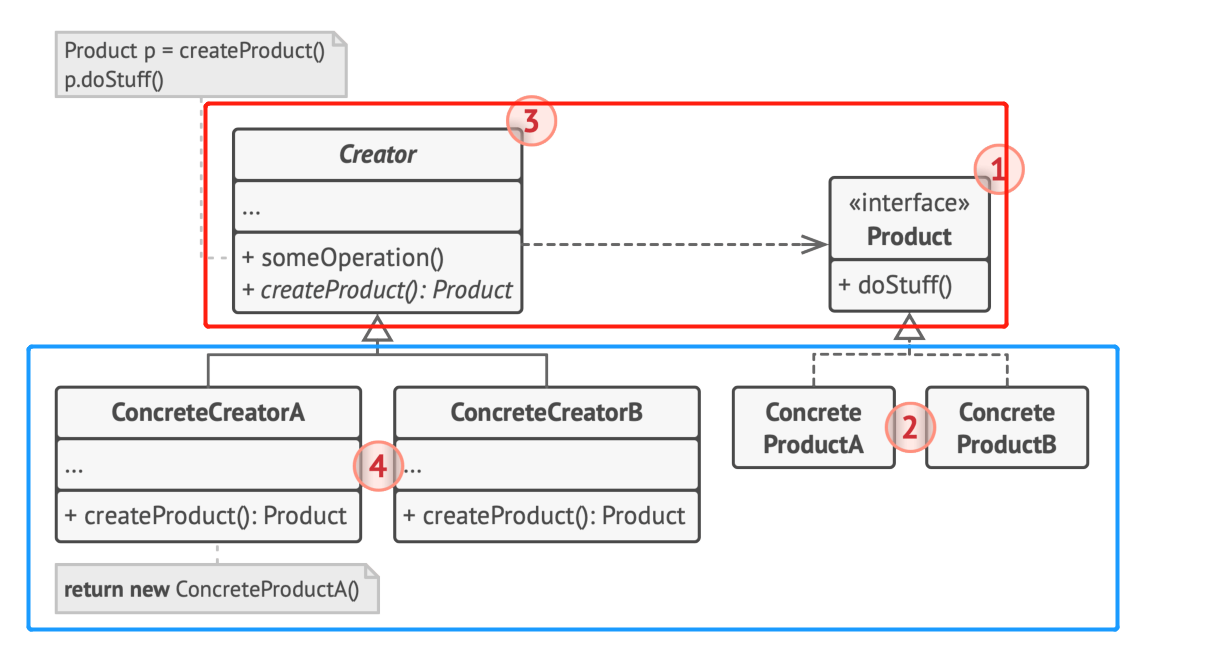 Product p = createProduct()
p.doStuff()
3
Creator
...
+ someOperation()
+ createProduct(): Product
1
«interface»
Product
+ doStuff()
ConcreteCreatorA
...
+ createProduct(): Product
return new ConcreteProductA()
4
ConcreteCreatorB
...
+ createProduct(): Product
Concrete
ProductA
2
Concrete
ProductB